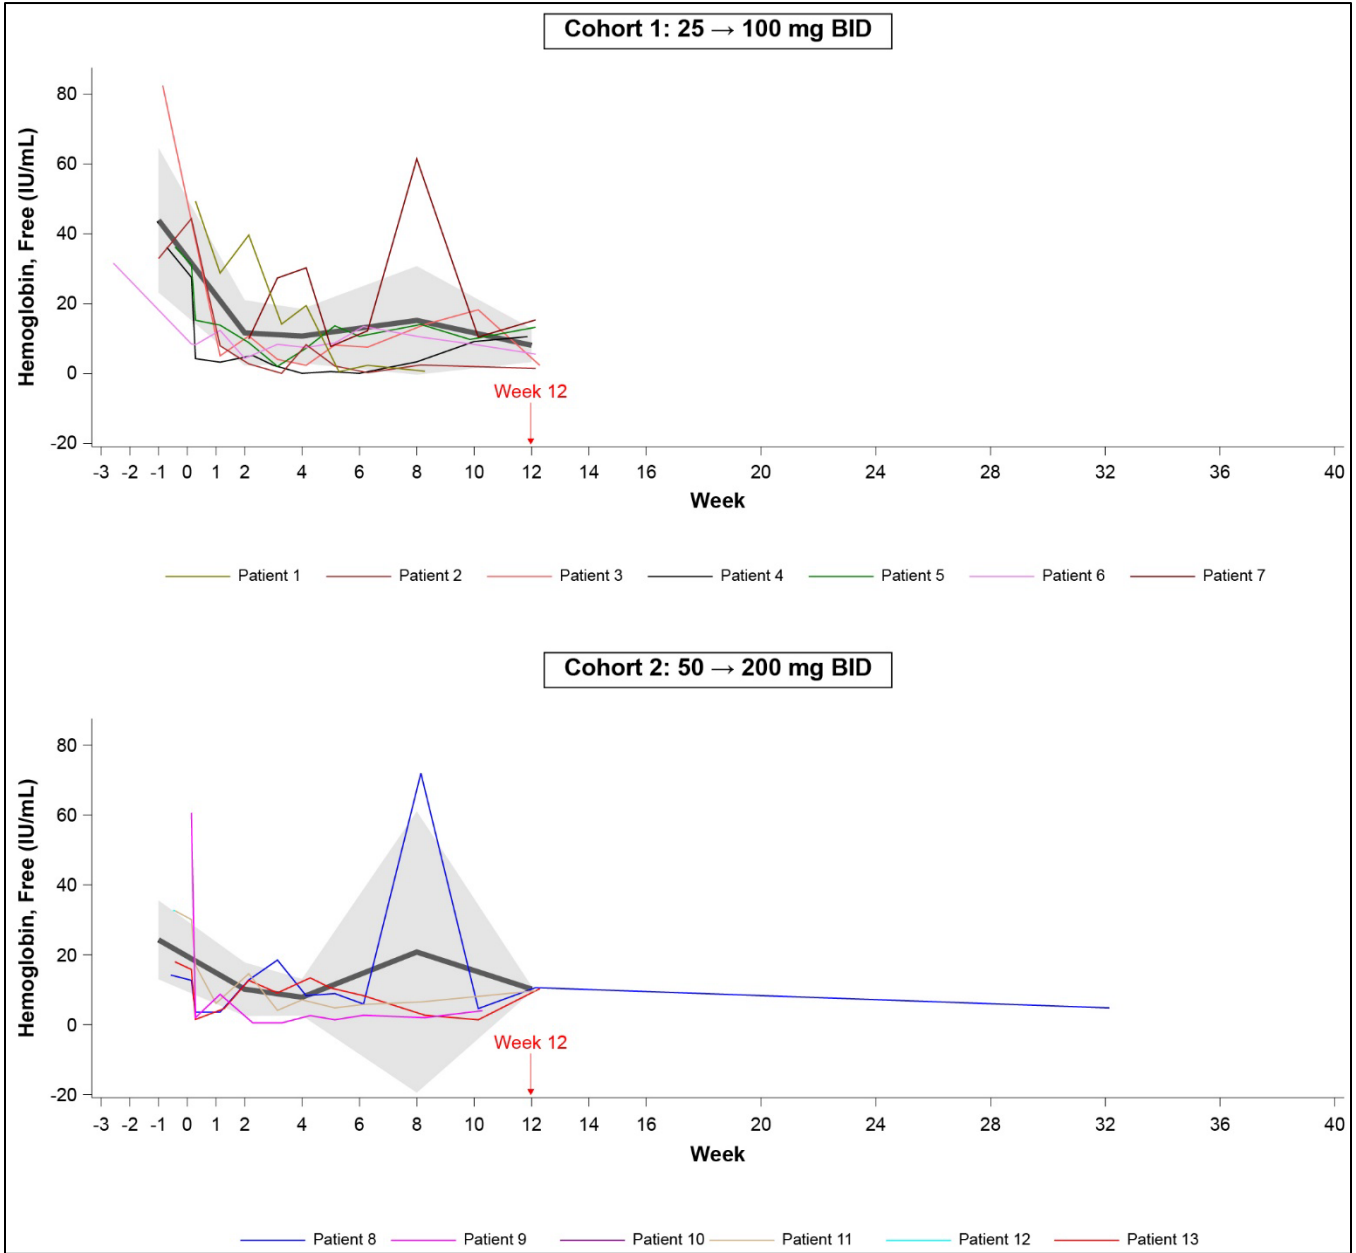 Cohort 1: 25 → 100 mg BID
Hemoglobin, Free (IU/mL)
80
60
40
20
0
-20
Week 12
-3 -2 -1 0 1 2 4 6 8 10 12 14 16 20 24 28 32 36 40
Week
Patient 1 Patient 2 Patient 3 Patient 4 Patient 5 Patient 6 Patient 7
Cohort 2: 50 → 200 mg BID
Hemoglobin, Free (IU/mL)
80
60
40
20
0
-20
Week 12
-3 -2 -1 0 1 2 4 6 8 10 12 14 16 20 24 28 32 36 40
Week
Patient 8 Patient 9 Patient 10 Patient 11 Patient 12 Patient 13